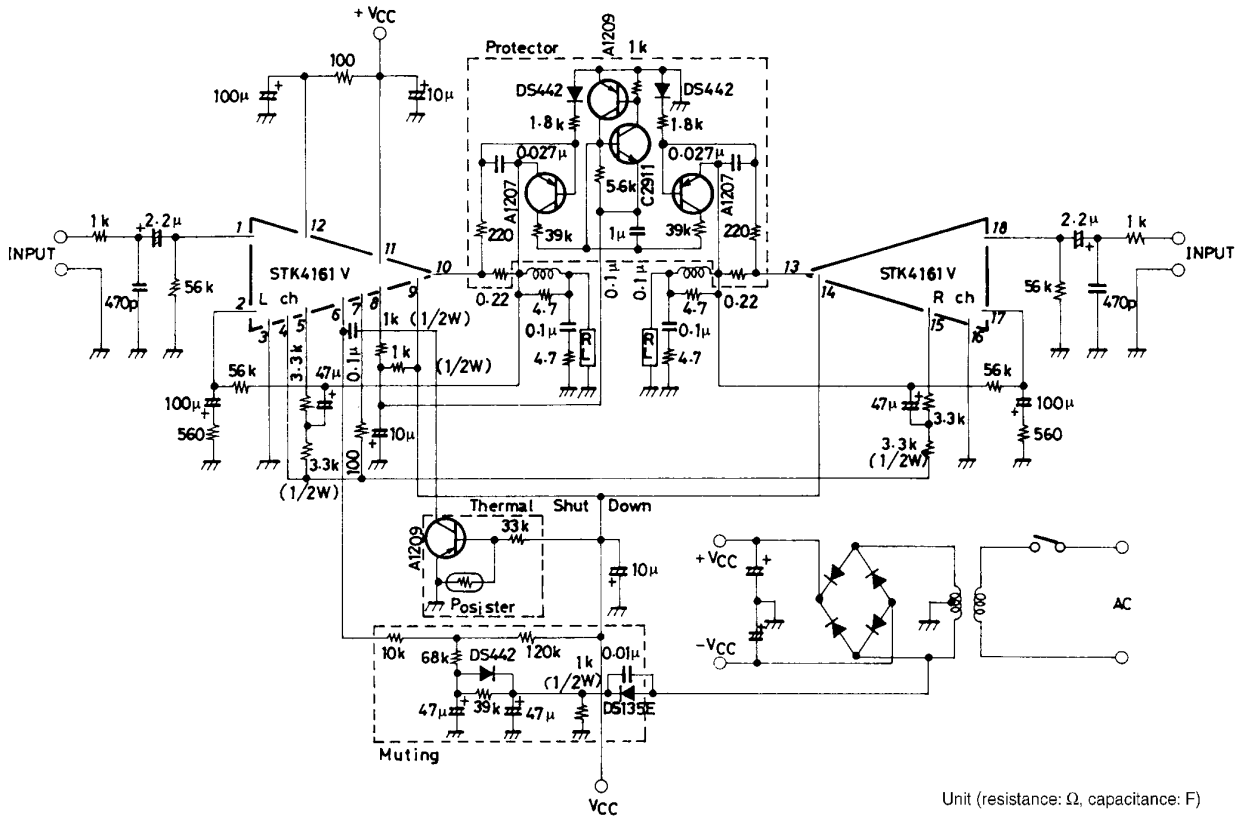 + VCC
100
100µ
+
10µ
+
Protector
A1209
1k
DS442
DS442
1.8k
1.8k
0.027µ
0.027µ
A1207
5.6k
C2911
A1207
220
39k
1µ
39k
220
INPUT
1k
+
2.2µ
470p
56k
1
12
11
10
STK4161 V
L ch
2
3
4
5
6
7
8
9
0.22
4.7
0.1µ
4.7
RL
0.1µ
0.1µ
RL
4.7
0.1µ
4.7
0.22
13
14
STK4161 V
R ch
15
16
17
18
2.2µ
+
1k
INPUT
56k
470p
1k (1/2W)
1k
(1/2W)
3.3k
47µ
+
0.1µ
56k
100µ
+
560
3.3k
(1/2W)
100
+
10µ
56k
47µ
+
3.3k
3.3k
(1/2W)
+
100µ
560
Thermal Shut Down
A1209
33k
Posister
+
10µ
+VCC
+
+
-VCC
AC
10k
120k
68k
DS442
39k
47µ
+
+
47µ
1k
(1/2W)
0.01µ
DS135E
Muting
VCC
Unit (resistance: Ω, capacitance: F)